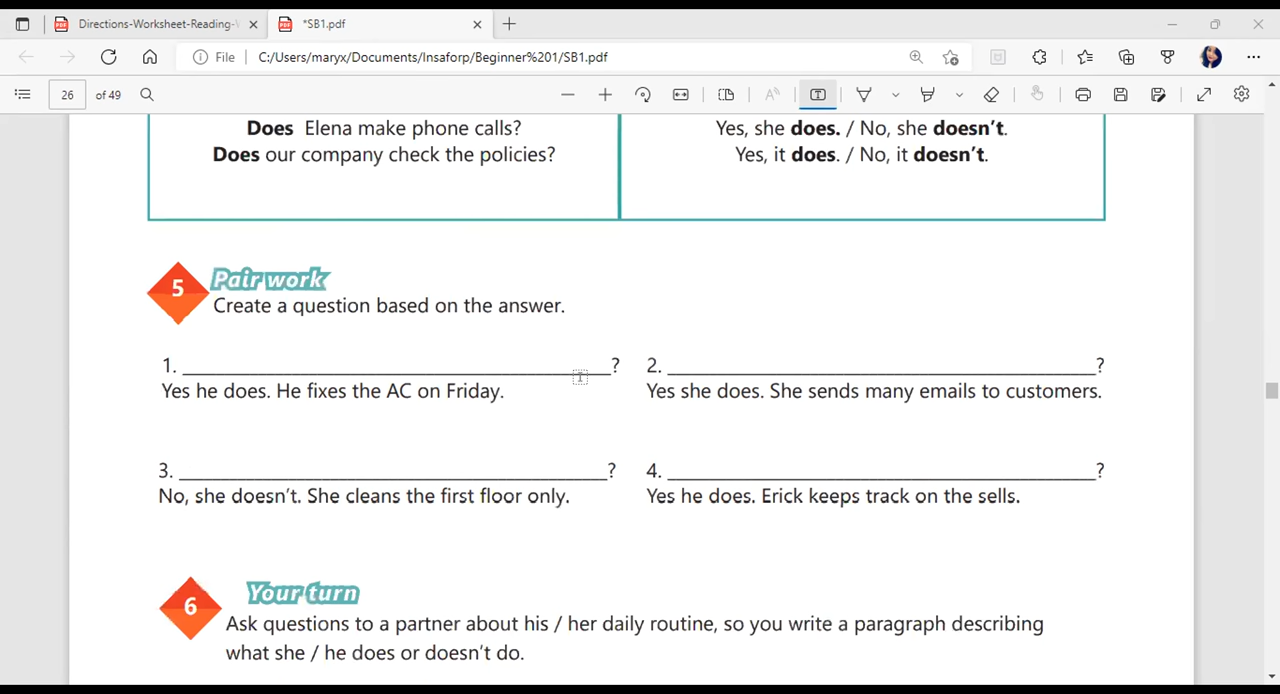 Directions-Worksheet-Reading-
*SB1.pdf
File
C:/Users/maryx/Documents/Insaforp/Beginner%201/SB1.pdf
26 of 49
Does Elena make phone calls?
Does our company check the policies?
Yes, she does. / No, she doesn't.
Yes, it does. / No, it doesn't.
5 Pair work
Create a question based on the answer.
1. ______________________________?
Yes he does. He fixes the AC on Friday.
2. ______________________________?
Yes she does. She sends many emails to customers.
3. ______________________________?
No, she doesn't. She cleans the first floor only.
4. ______________________________?
Yes he does. Erick keeps track on the sells.
6 Your turn
Ask questions to a partner about his / her daily routine, so you write a paragraph describing
what she / he does or doesn't do.